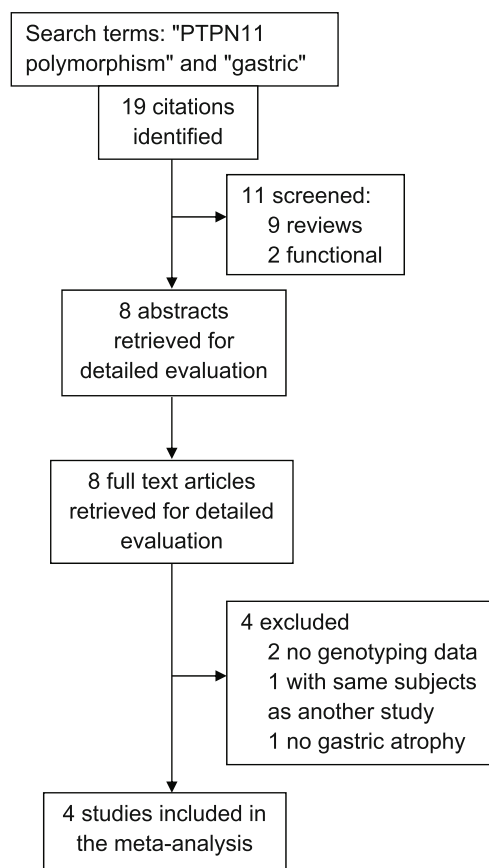 Search terms: "PTPN11
polymorphism" and "gastric"
19 citations
identified
11 screened:
9 reviews
2 functional
8 abstracts
retrieved for
detailed evaluation
8 full text articles
retrieved for detailed
evaluation
4 excluded
2 no genotyping data
1 with same subjects
as another study
1 no gastric atrophy
4 studies included in
the meta-analysis